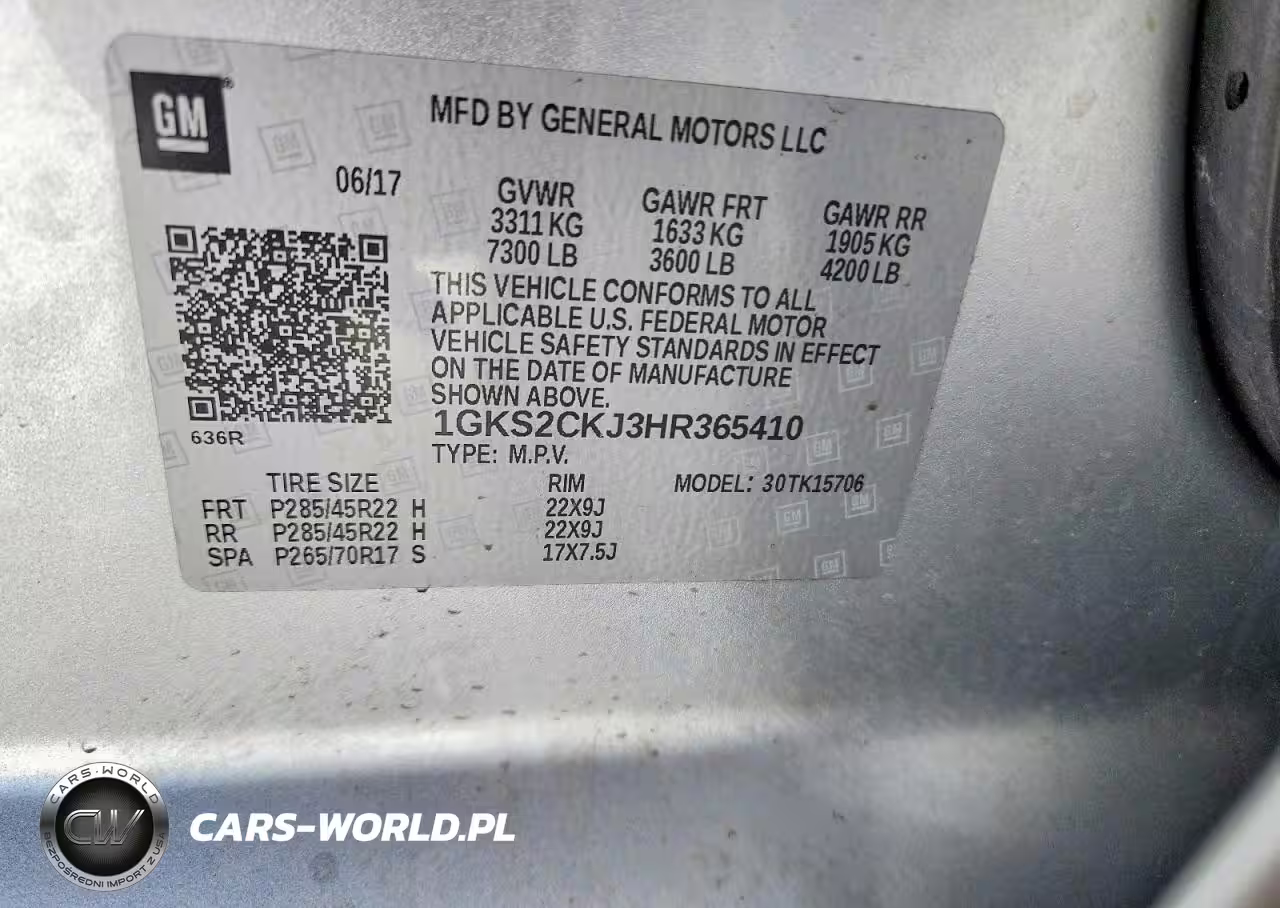 GM
MFD BY GENERAL MOTORS LLC
06/17
GVWR GAWR FRT GAWR RR
3311 KG 1633 KG 1905 KG
7300 LB 3600 LB 4200 LB
THIS VEHICLE CONFORMS TO ALL
APPLICABLE U.S. FEDERAL MOTOR
VEHICLE SAFETY STANDARDS IN EFFECT
ON THE DATE OF MANUFACTURE
SHOWN ABOVE.
1GKS2CKJ3HR365410
636R
TYPE: M.P.V.
TIRE SIZE RIM MODEL: 30TK15706
FRT P285/45R22 H 22X9J
RR P285/45R22 H 22X9J
SPA P265/70R17 S 17X7.5J
CARS-WORLD
CW
BEZPOŚREDNI IMPORT Z USA
CARS-WORLD.PL